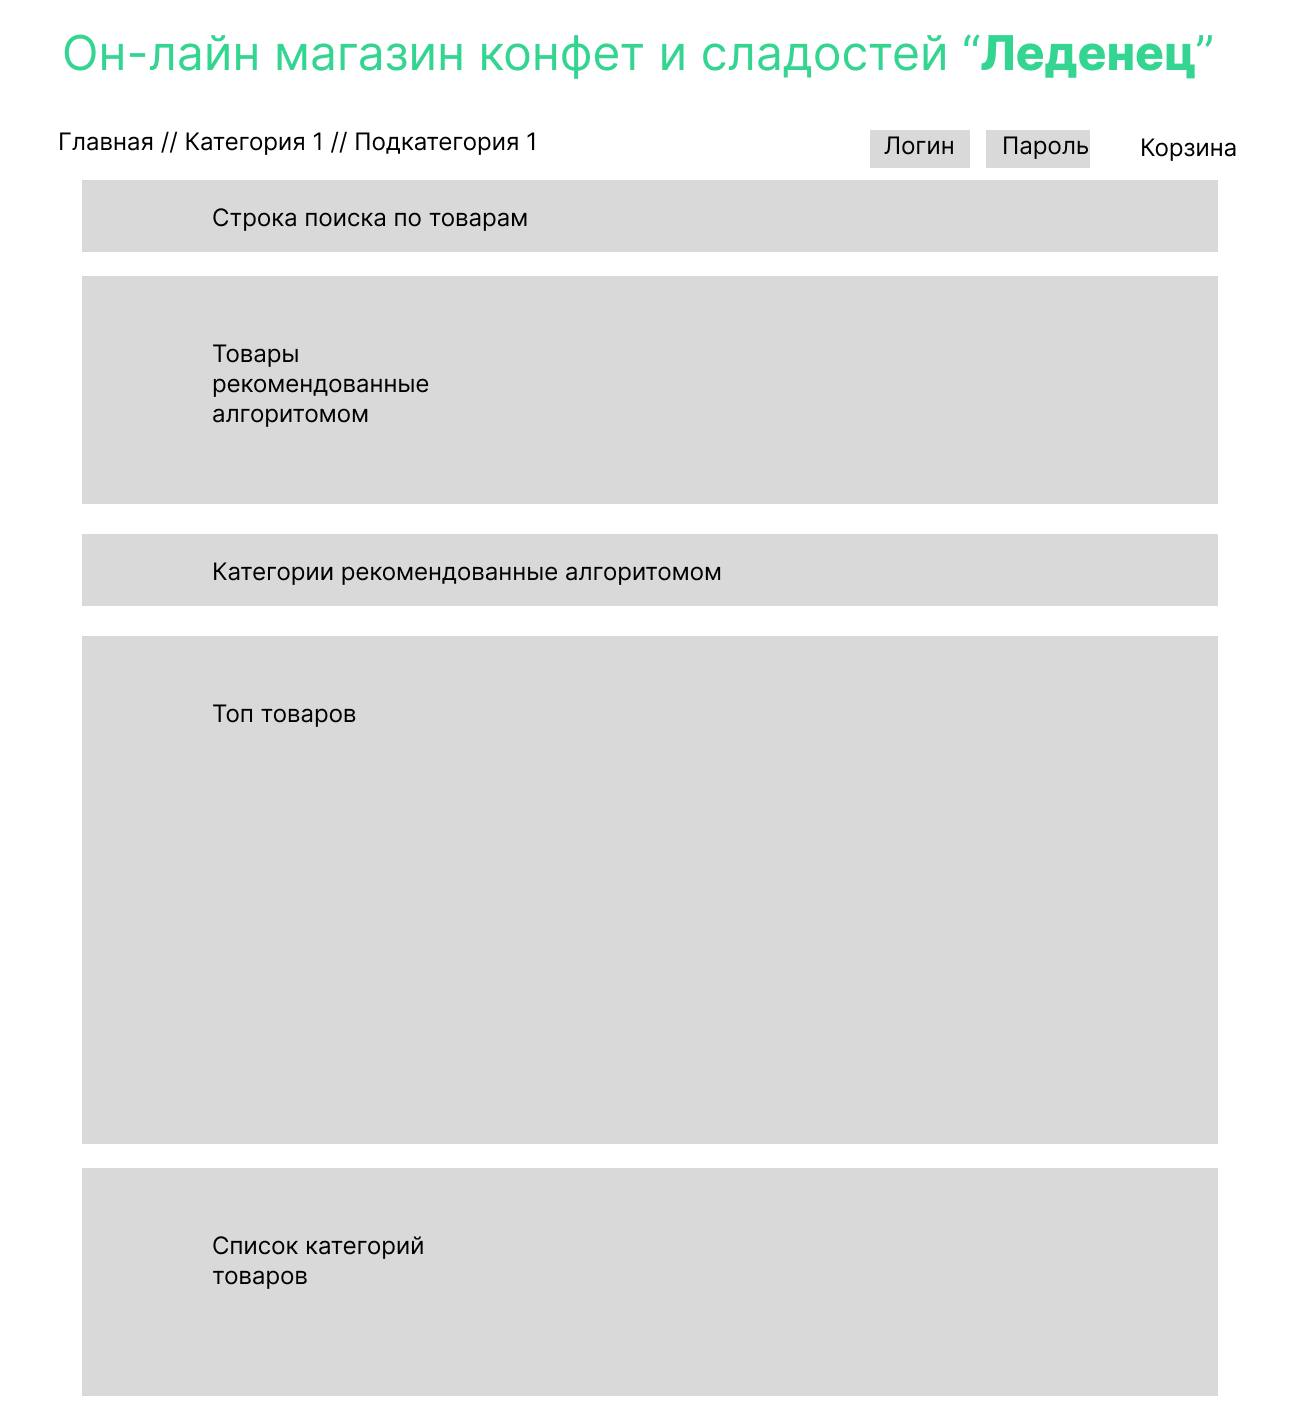 Он-лайн магазин конфет и сладостей “Леденец”
Главная // Категория 1 // Подкатегория 1
Логин
Пароль
Корзина
Строка поиска по товарам
Товары
рекомендованные
алгоритомом
Категории рекомендованные алгоритомом
Топ товаров
Список категорий
товаров